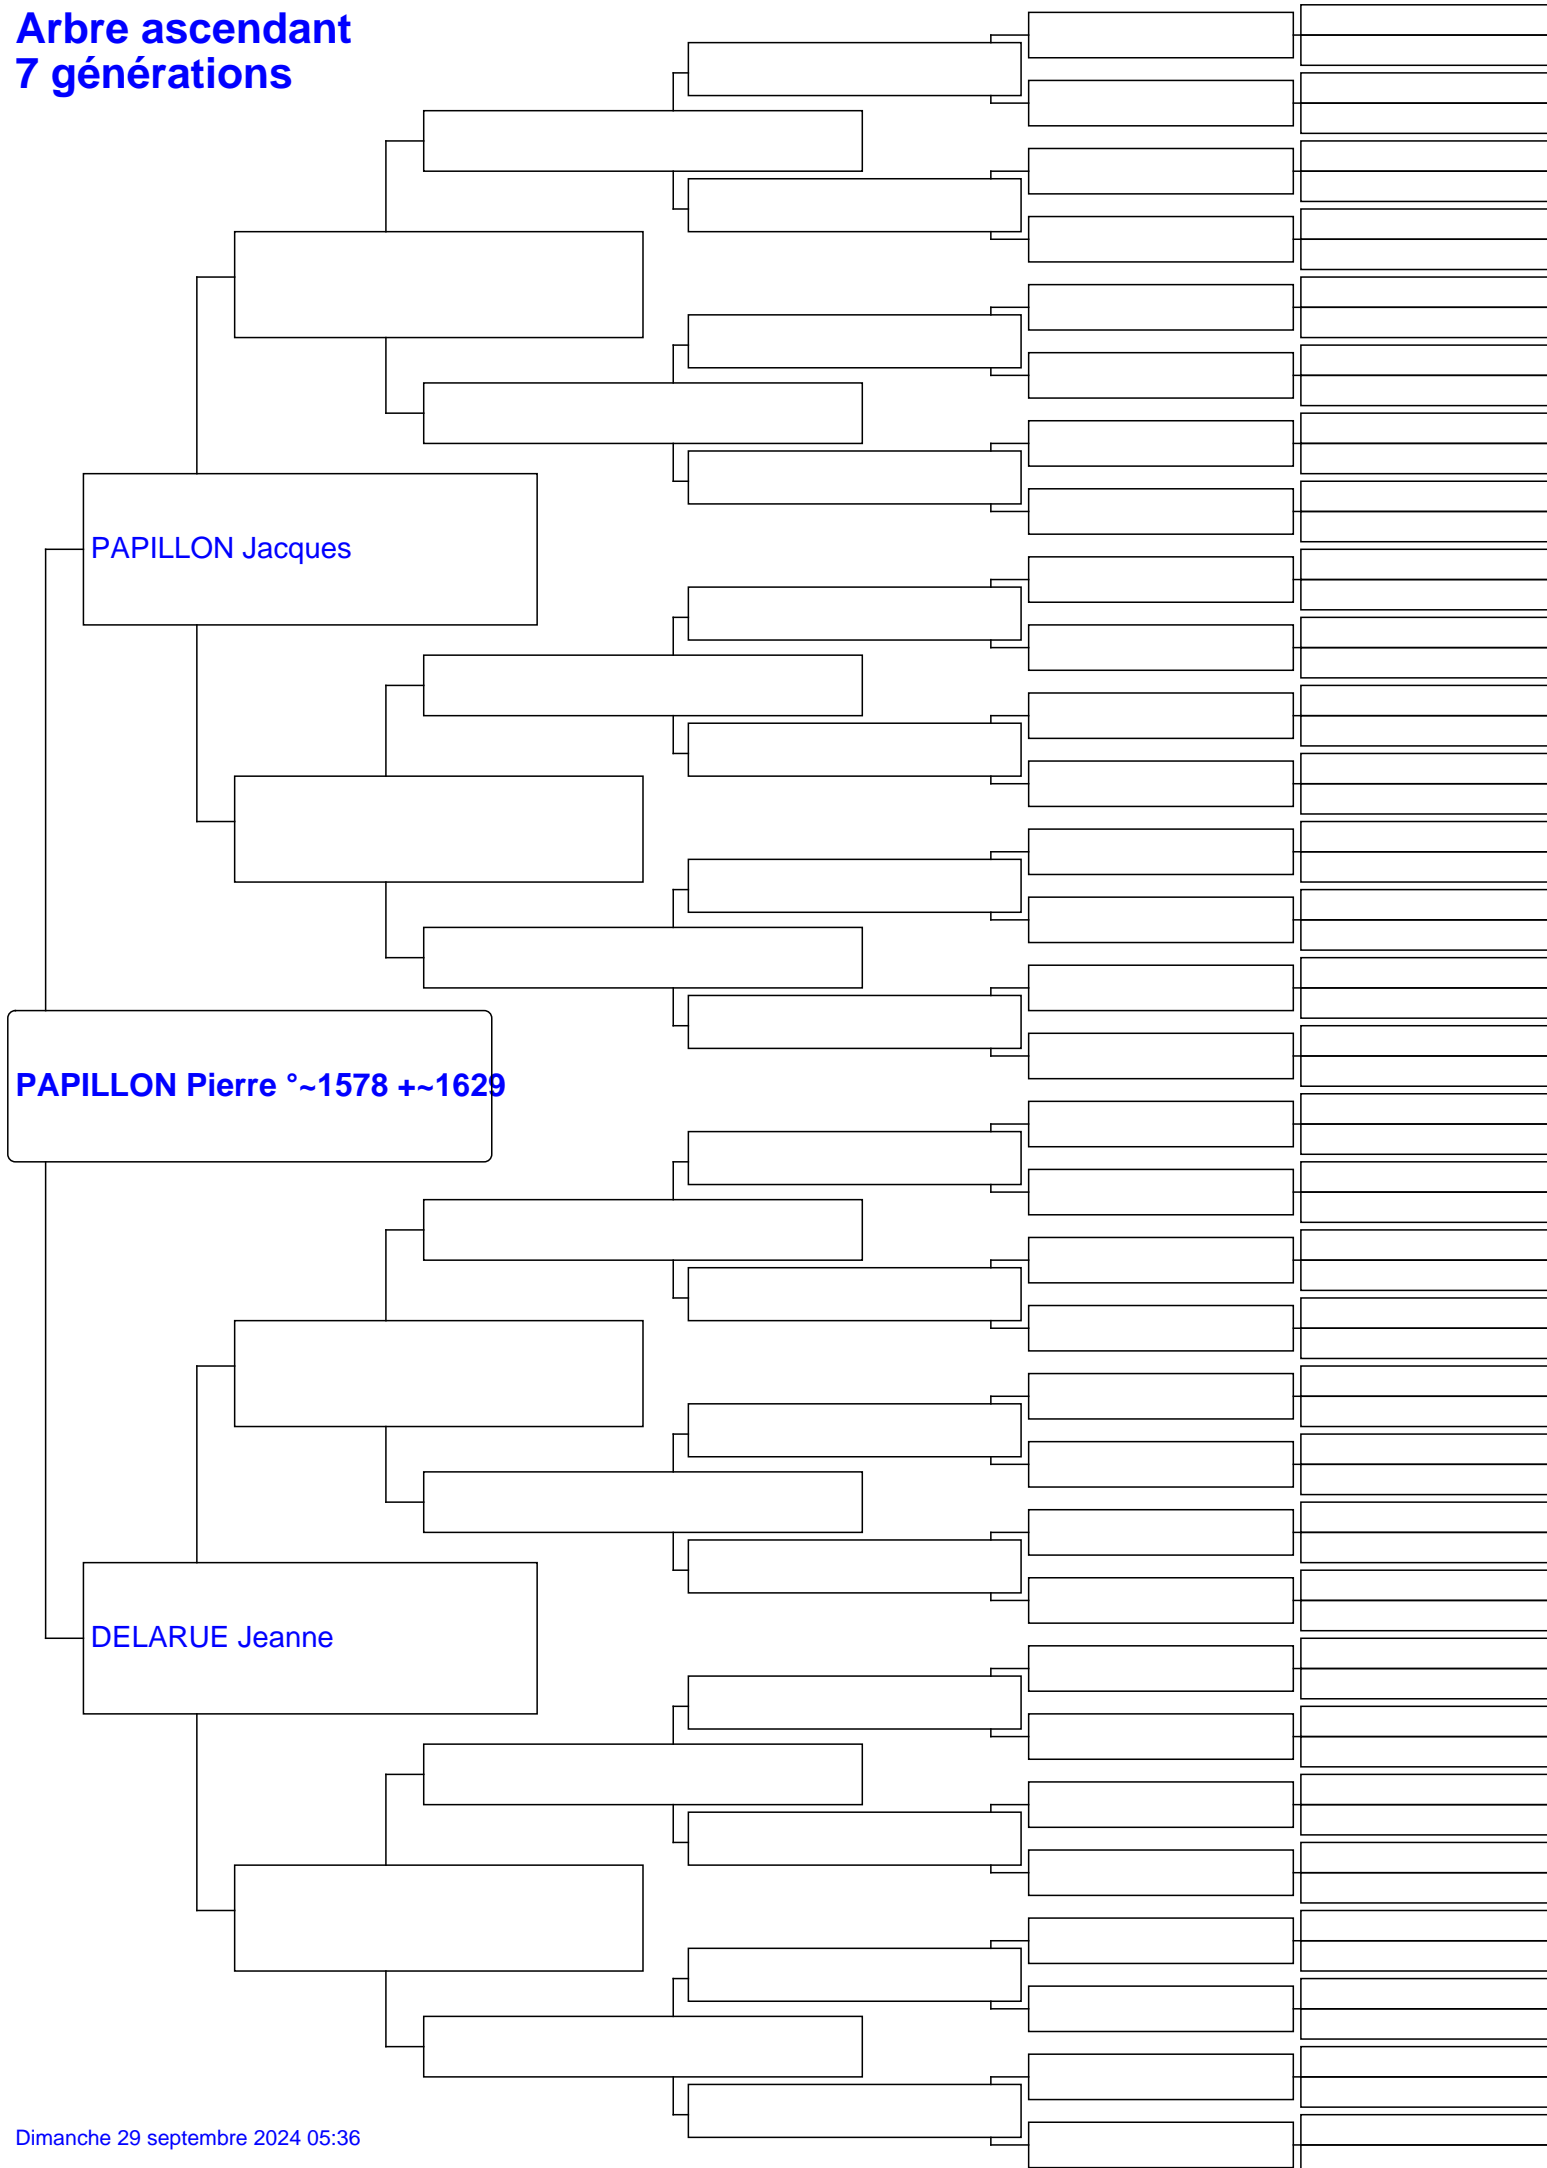 Arbre ascendant
7 générations
PAPILLON Jacques
PAPILLON Pierre °~1578 +~1629
DELARUE Jeanne
Dimanche 29 septembre 2024 05:36